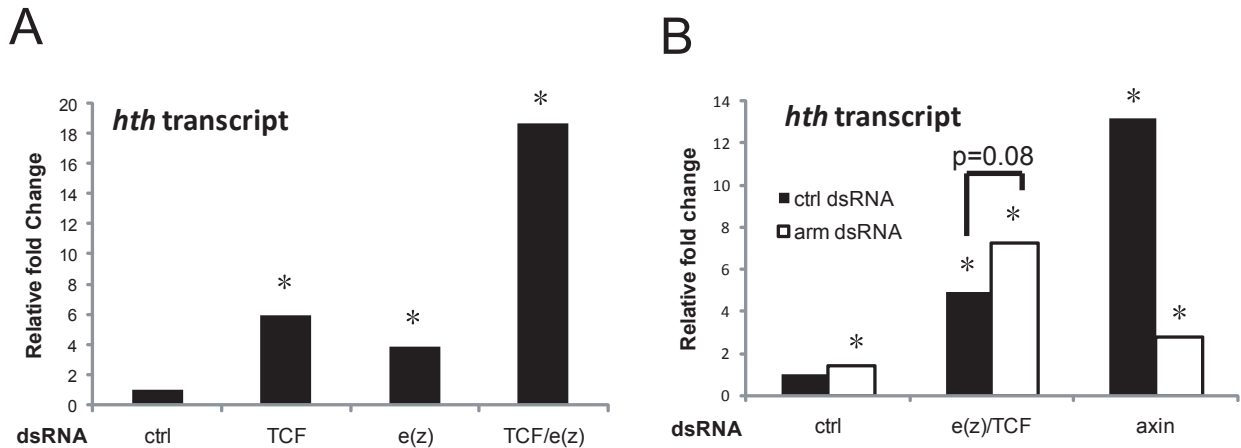 A
hth transcript
*
*
*
Relative fold Change
20
18
16
14
12
10
8
6
4
2
0
dsRNA
ctrl
TCF
e(z)
TCF/e(z)
B
hth transcript
*
p=0.08
ctrl dsRNA
arm dsRNA
*
*
*
*
Relative fold change
14
12
10
8
6
4
2
0
dsRNA
ctrl
e(z)/TCF
axin